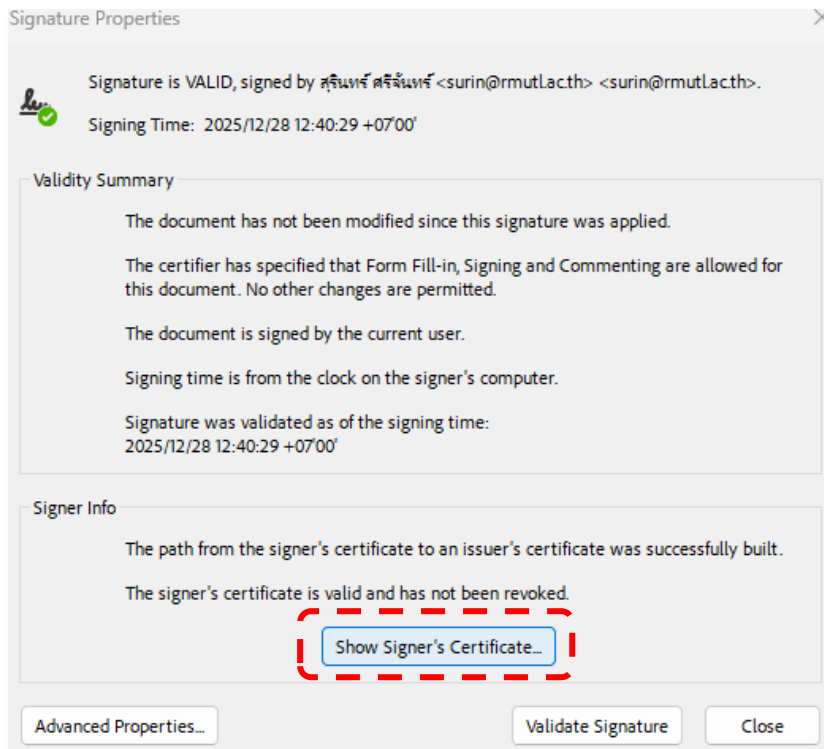 Signature Properties
Signature is VALID, signed by สุรินทร์ ศรีจันทร์ <surin@rmutl.ac.th> <surin@rmutl.ac.th>.
Signing Time: 2025/12/28 12:40:29 +07'00'
Validity Summary
The document has not been modified since this signature was applied.
The certifier has specified that Form Fill-in, Signing and Commenting are allowed for
this document. No other changes are permitted.
The document is signed by the current user.
Signing time is from the clock on the signer's computer.
Signature was validated as of the signing time:
2025/12/28 12:40:29 +07'00'
Signer Info
The path from the signer's certificate to an issuer's certificate was successfully built.
The signer's certificate is valid and has not been revoked.
Show Signer's Certificate...
Advanced Properties...
Validate Signature
Close